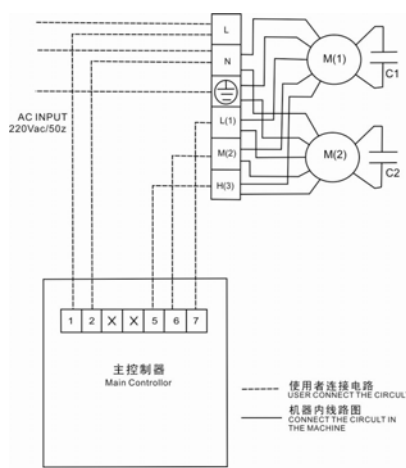 L
N
L(1)
M(2)
H(3)
M(1)
C1
M(2)
C2
AC INPUT
220Vac/50z
1 2 X X 5 6 7
主控制器
Main Controllor
使用者连接电路
USER CONNECT THE CIRCUL
机器内线路图
CONNECT THE CIRCULT IN
THE MACHINE